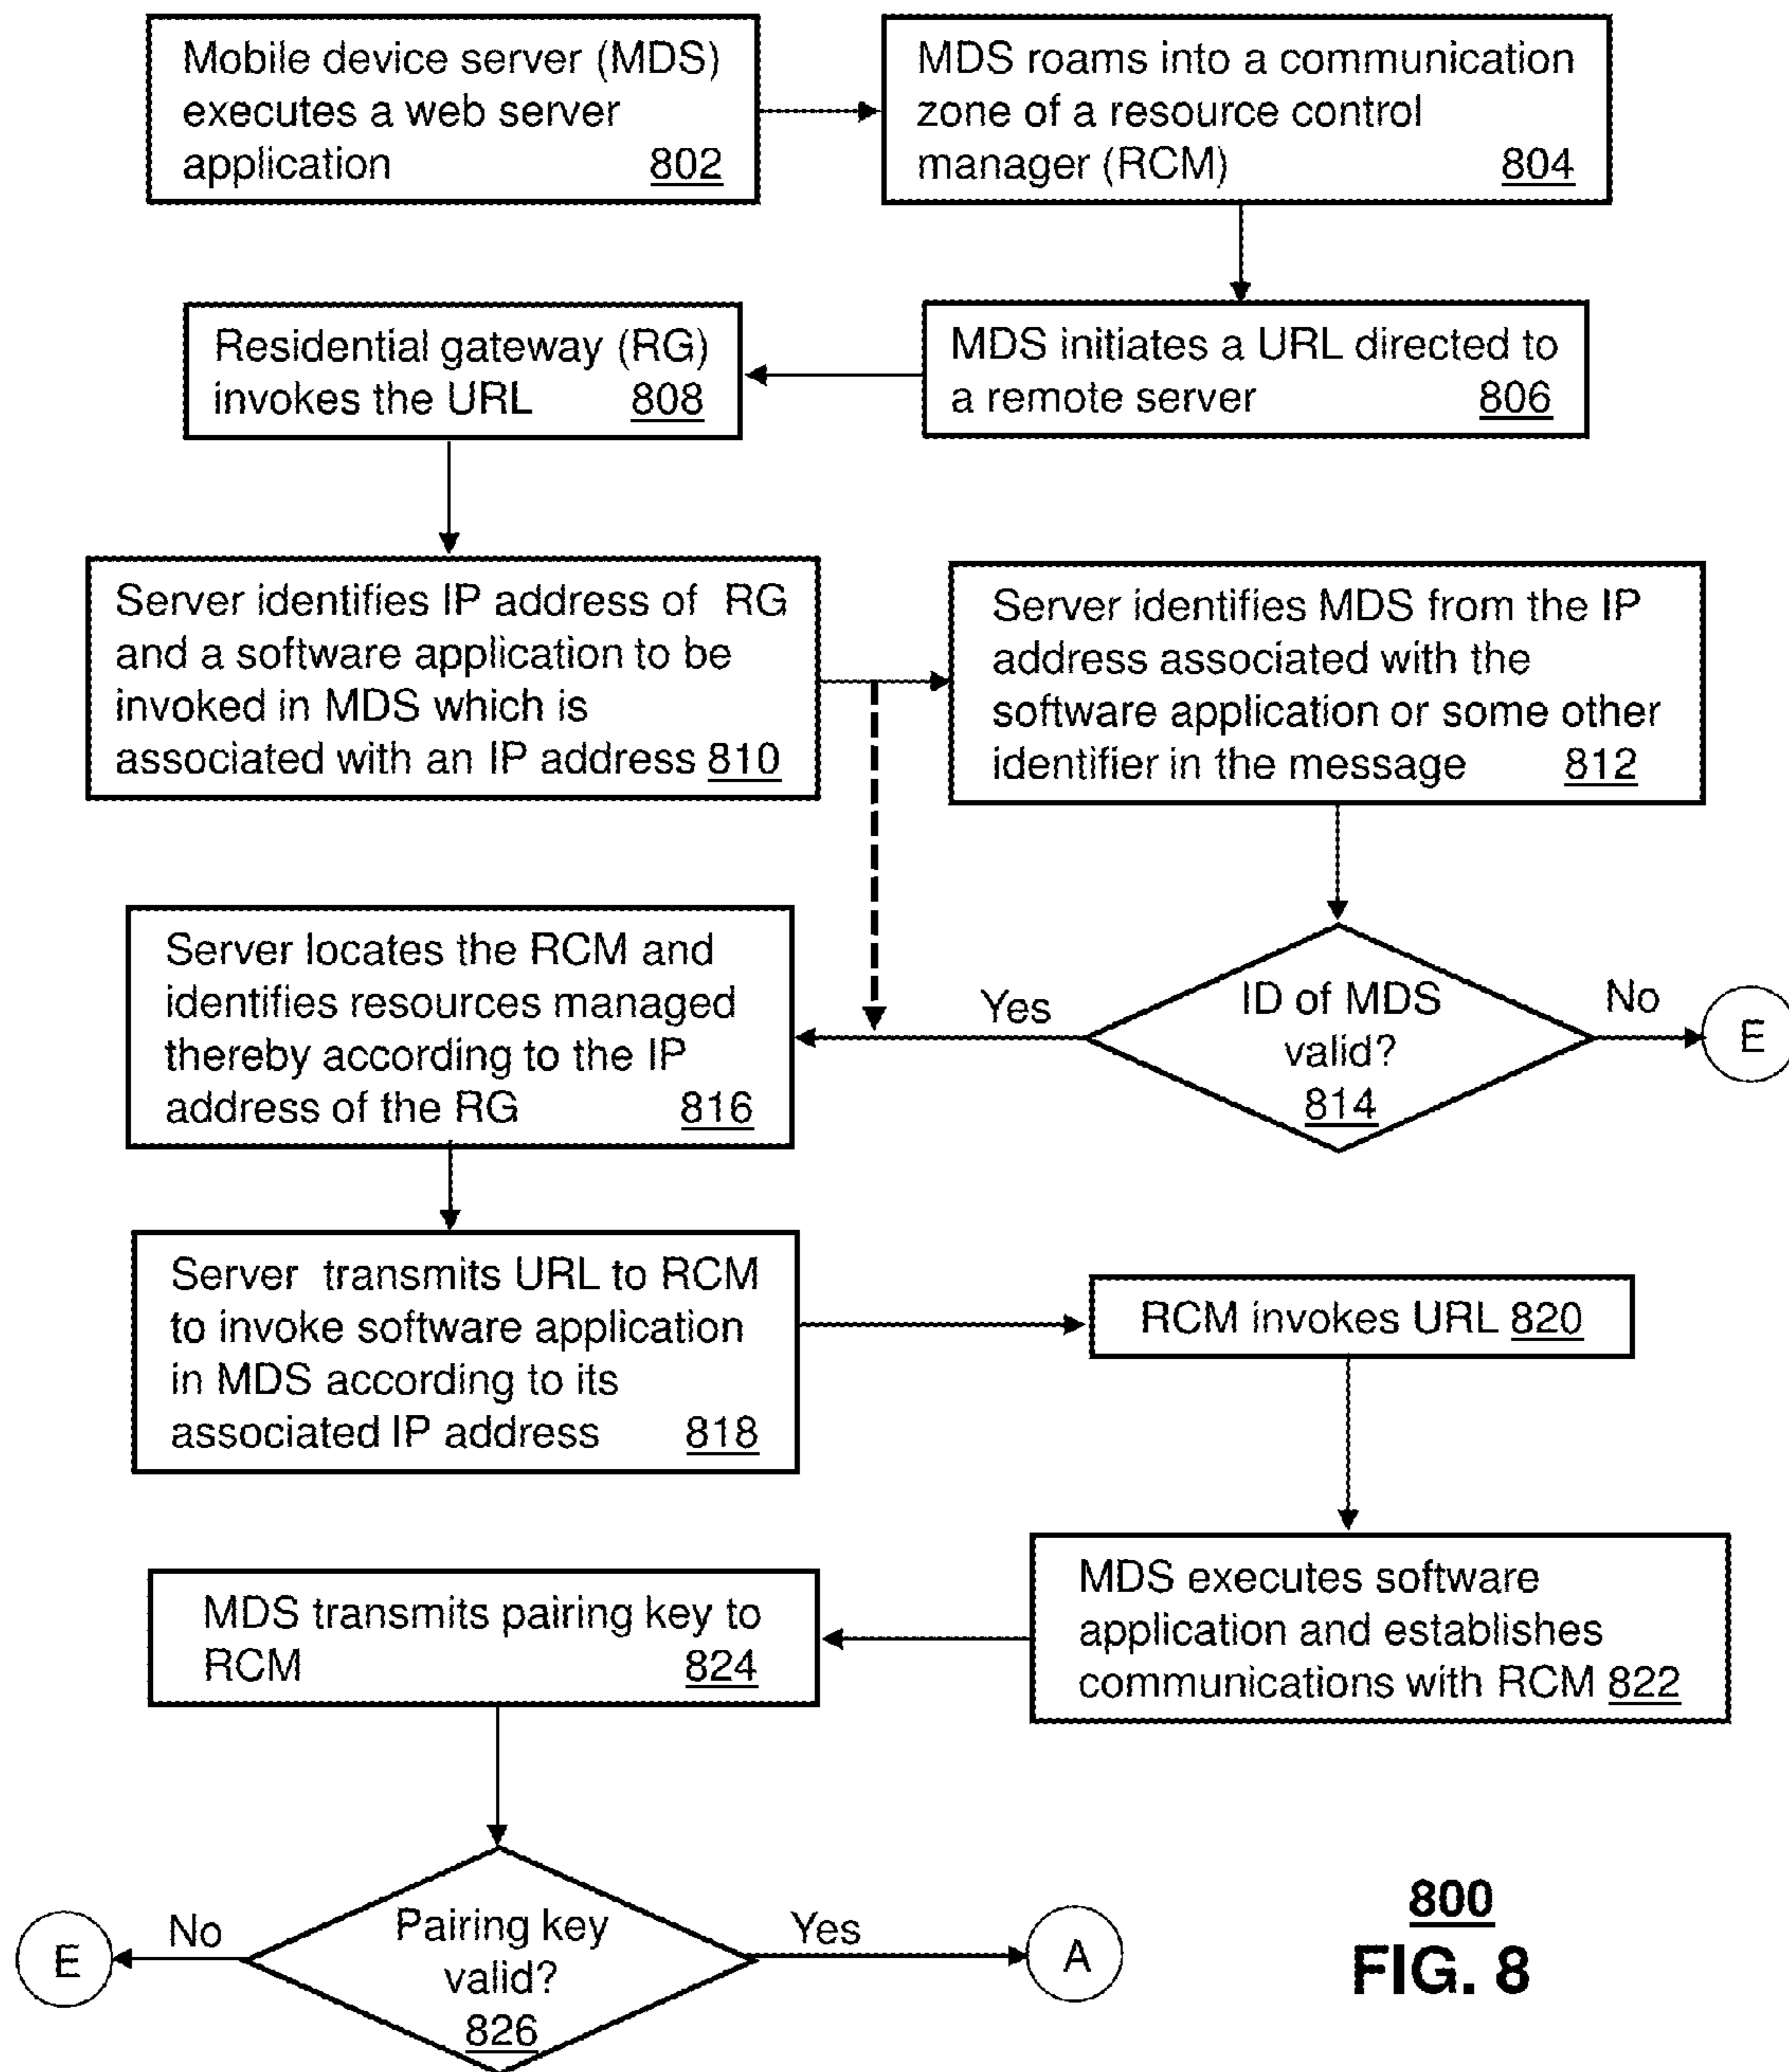 Mobile device server (MDS)
executes a web server
application 802
MDS roams into a communication
zone of a resource control
manager (RCM) 804
MDS initiates a URL directed to
a remote server 806
Residential gateway (RG)
invokes the URL 808
Server identifies IP address of RG
and a software application to be
invoked in MDS which is
associated with an IP address 810
Server identifies MDS from the IP
address associated with the
software application or some other
identifier in the message 812
ID of MDS
valid?
814
Yes
No
E
Server locates the RCM and
identifies resources managed
thereby according to the IP
address of the RG 816
Server transmits URL to RCM
to invoke software application
in MDS according to its
associated IP address 818
RCM invokes URL 820
MDS executes software
application and establishes
communications with RCM 822
MDS transmits pairing key to
RCM 824
Pairing key
valid?
826
No
E
Yes
A
800
FIG. 8